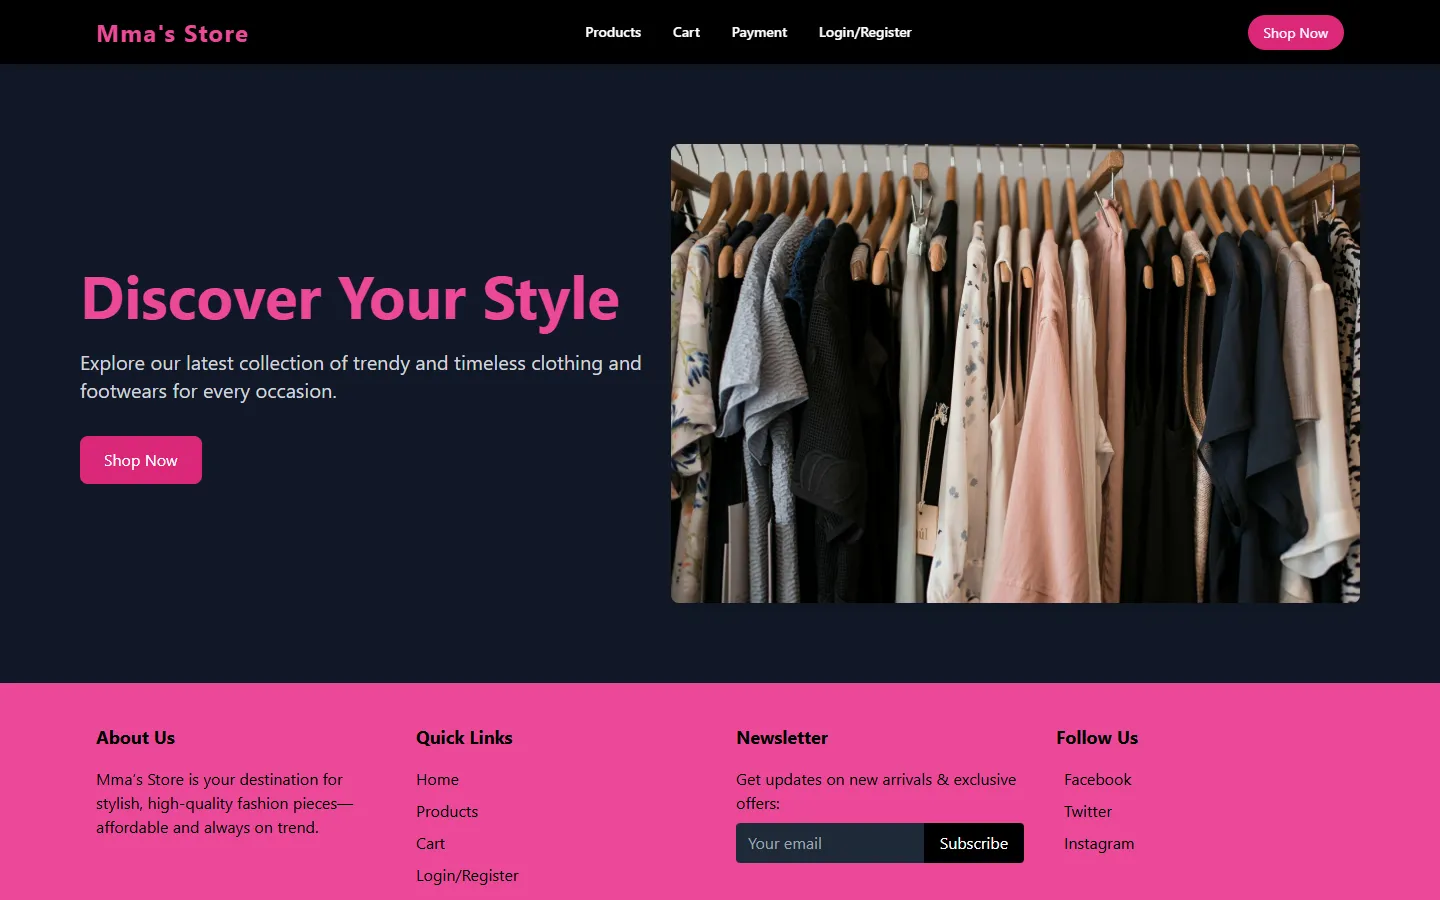 Mma's Store
Products
Cart
Payment
Login/Register
Shop Now
Discover Your Style
Explore our latest collection of trendy and timeless clothing and
footwears for every occasion.
Shop Now
About Us
Mma's Store is your destination for
stylish, high-quality fashion pieces—
affordable and always on trend.
Quick Links
Home
Products
Cart
Login/Register
Newsletter
Get updates on new arrivals & exclusive
offers:
Your email
Subscribe
Follow Us
Facebook
Twitter
Instagram